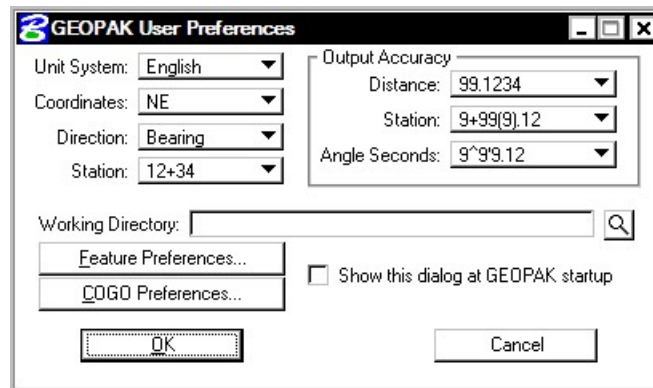 GEOPAK User Preferences
Unit System: English
Coordinates: NE
Direction: Bearing
Station: 12+34
Output Accuracy
Distance: 99.1234
Station: 9+99(9).12
Angle Seconds: 9^9'9.12
Working Directory:
Feature Preferences...
COGO Preferences...
Show this dialog at GEOPAK startup
OK
Cancel